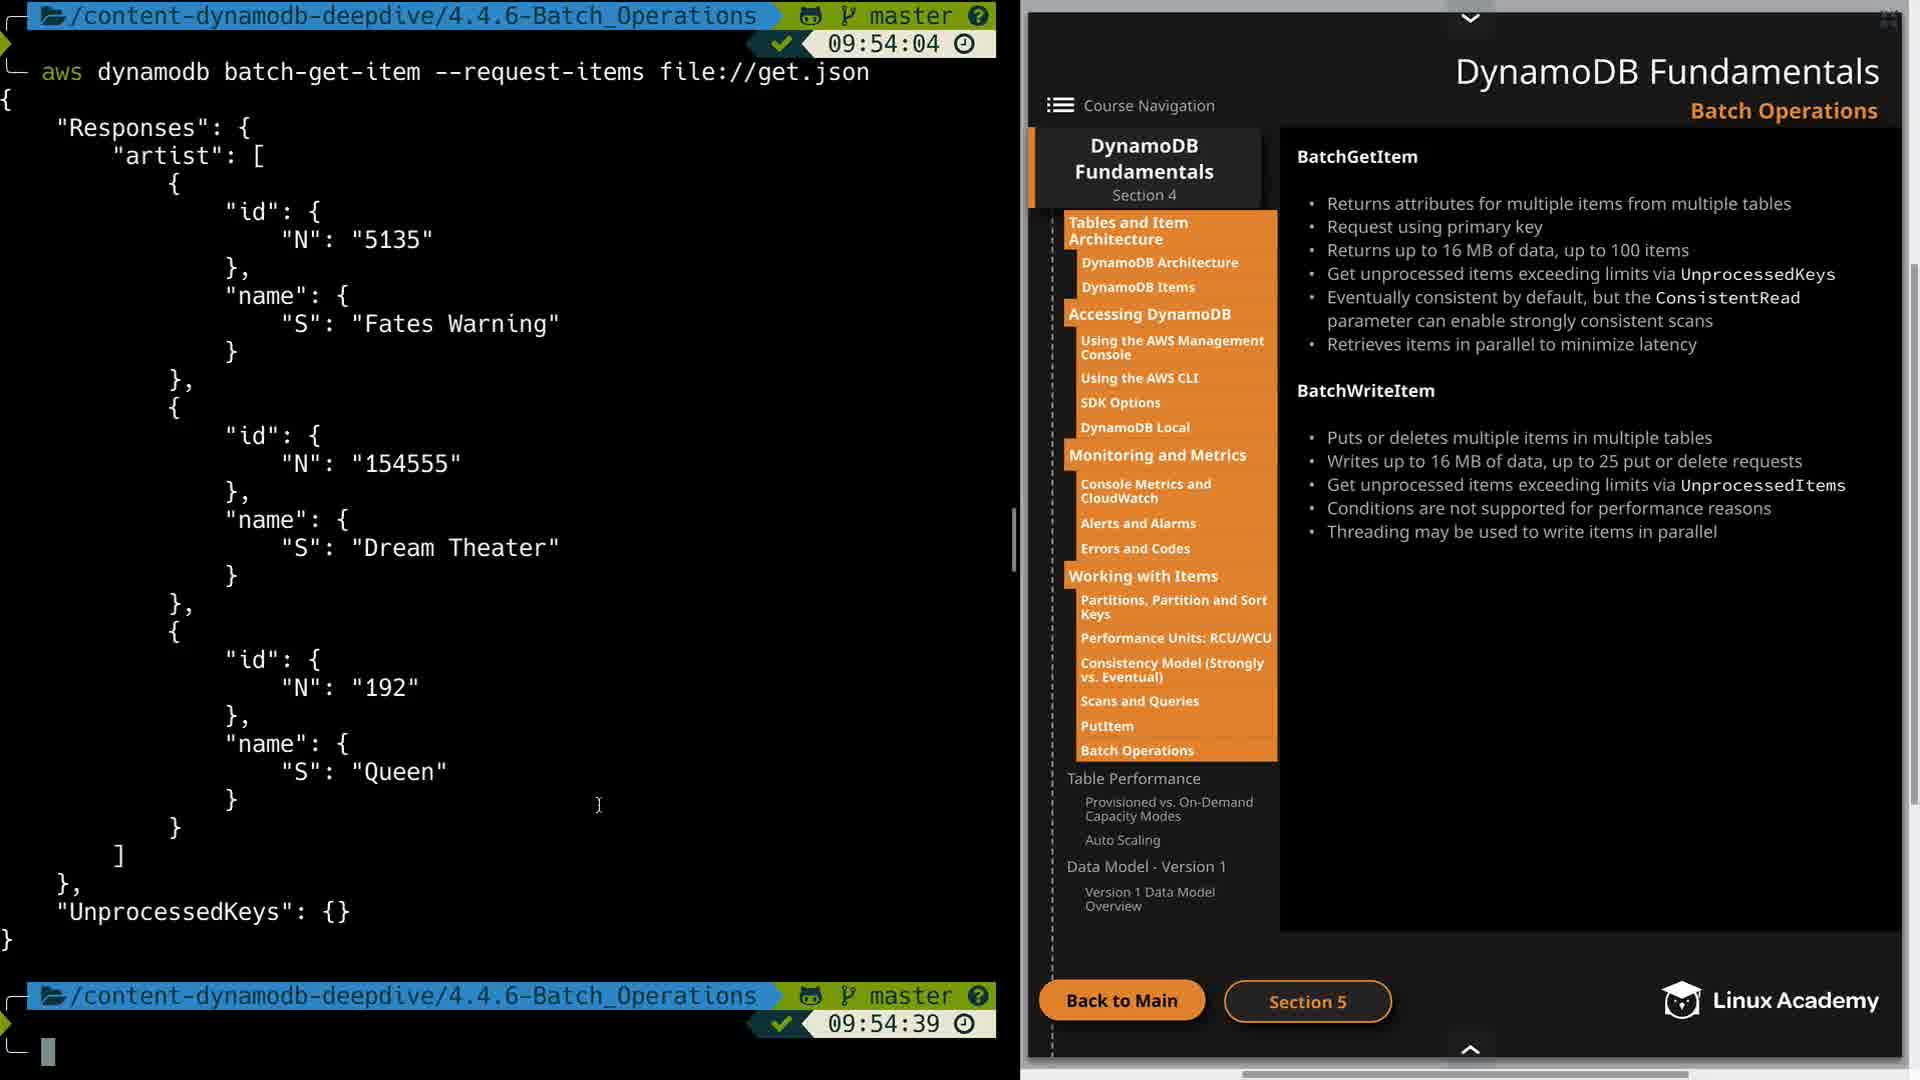 /content-dynamodb-deepdive/4.4.6-Batch_Operations master
09:54:04
aws dynamodb batch-get-item --request-items file://get.json
{
"Responses": {
"artist": [
{
"id": {
"N": "5135"
},
"name": {
"S": "Fates Warning"
}
},
{
"id": {
"N": "154555"
},
"name": {
"S": "Dream Theater"
}
},
{
"id": {
"N": "192"
},
"name": {
"S": "Queen"
}
}
]
},
"UnprocessedKeys": {}
}
/content-dynamodb-deepdive/4.4.6-Batch_Operations master
09:54:39
DynamoDB Fundamentals
Batch Operations
Course Navigation
DynamoDB
Fundamentals
Section 4
Tables and Item
Architecture
DynamoDB Architecture
DynamoDB Items
Accessing DynamoDB
Using the AWS Management
Console
Using the AWS CLI
SDK Options
DynamoDB Local
Monitoring and Metrics
Console Metrics and
CloudWatch
Alerts and Alarms
Errors and Codes
Working with Items
Partitions, Partition and Sort
Keys
Performance Units: RCU/WCU
Consistency Model (Strongly
vs. Eventual)
Scans and Queries
PutItem
Batch Operations
Table Performance
Provisioned vs. On-Demand
Capacity Modes
Auto Scaling
Data Model - Version 1
Version 1 Data Model
Overview
BatchGetItem
• Returns attributes for multiple items from multiple tables
• Request using primary key
• Returns up to 16 MB of data, up to 100 items
• Get unprocessed items exceeding limits via UnprocessedKeys
• Eventually consistent by default, but the ConsistentRead
parameter can enable strongly consistent scans
• Retrieves items in parallel to minimize latency
BatchWriteItem
• Puts or deletes multiple items in multiple tables
• Writes up to 16 MB of data, up to 25 put or delete requests
• Get unprocessed items exceeding limits via UnprocessedItems
• Conditions are not supported for performance reasons
• Threading may be used to write items in parallel
Back to Main
Section 5
Linux Academy